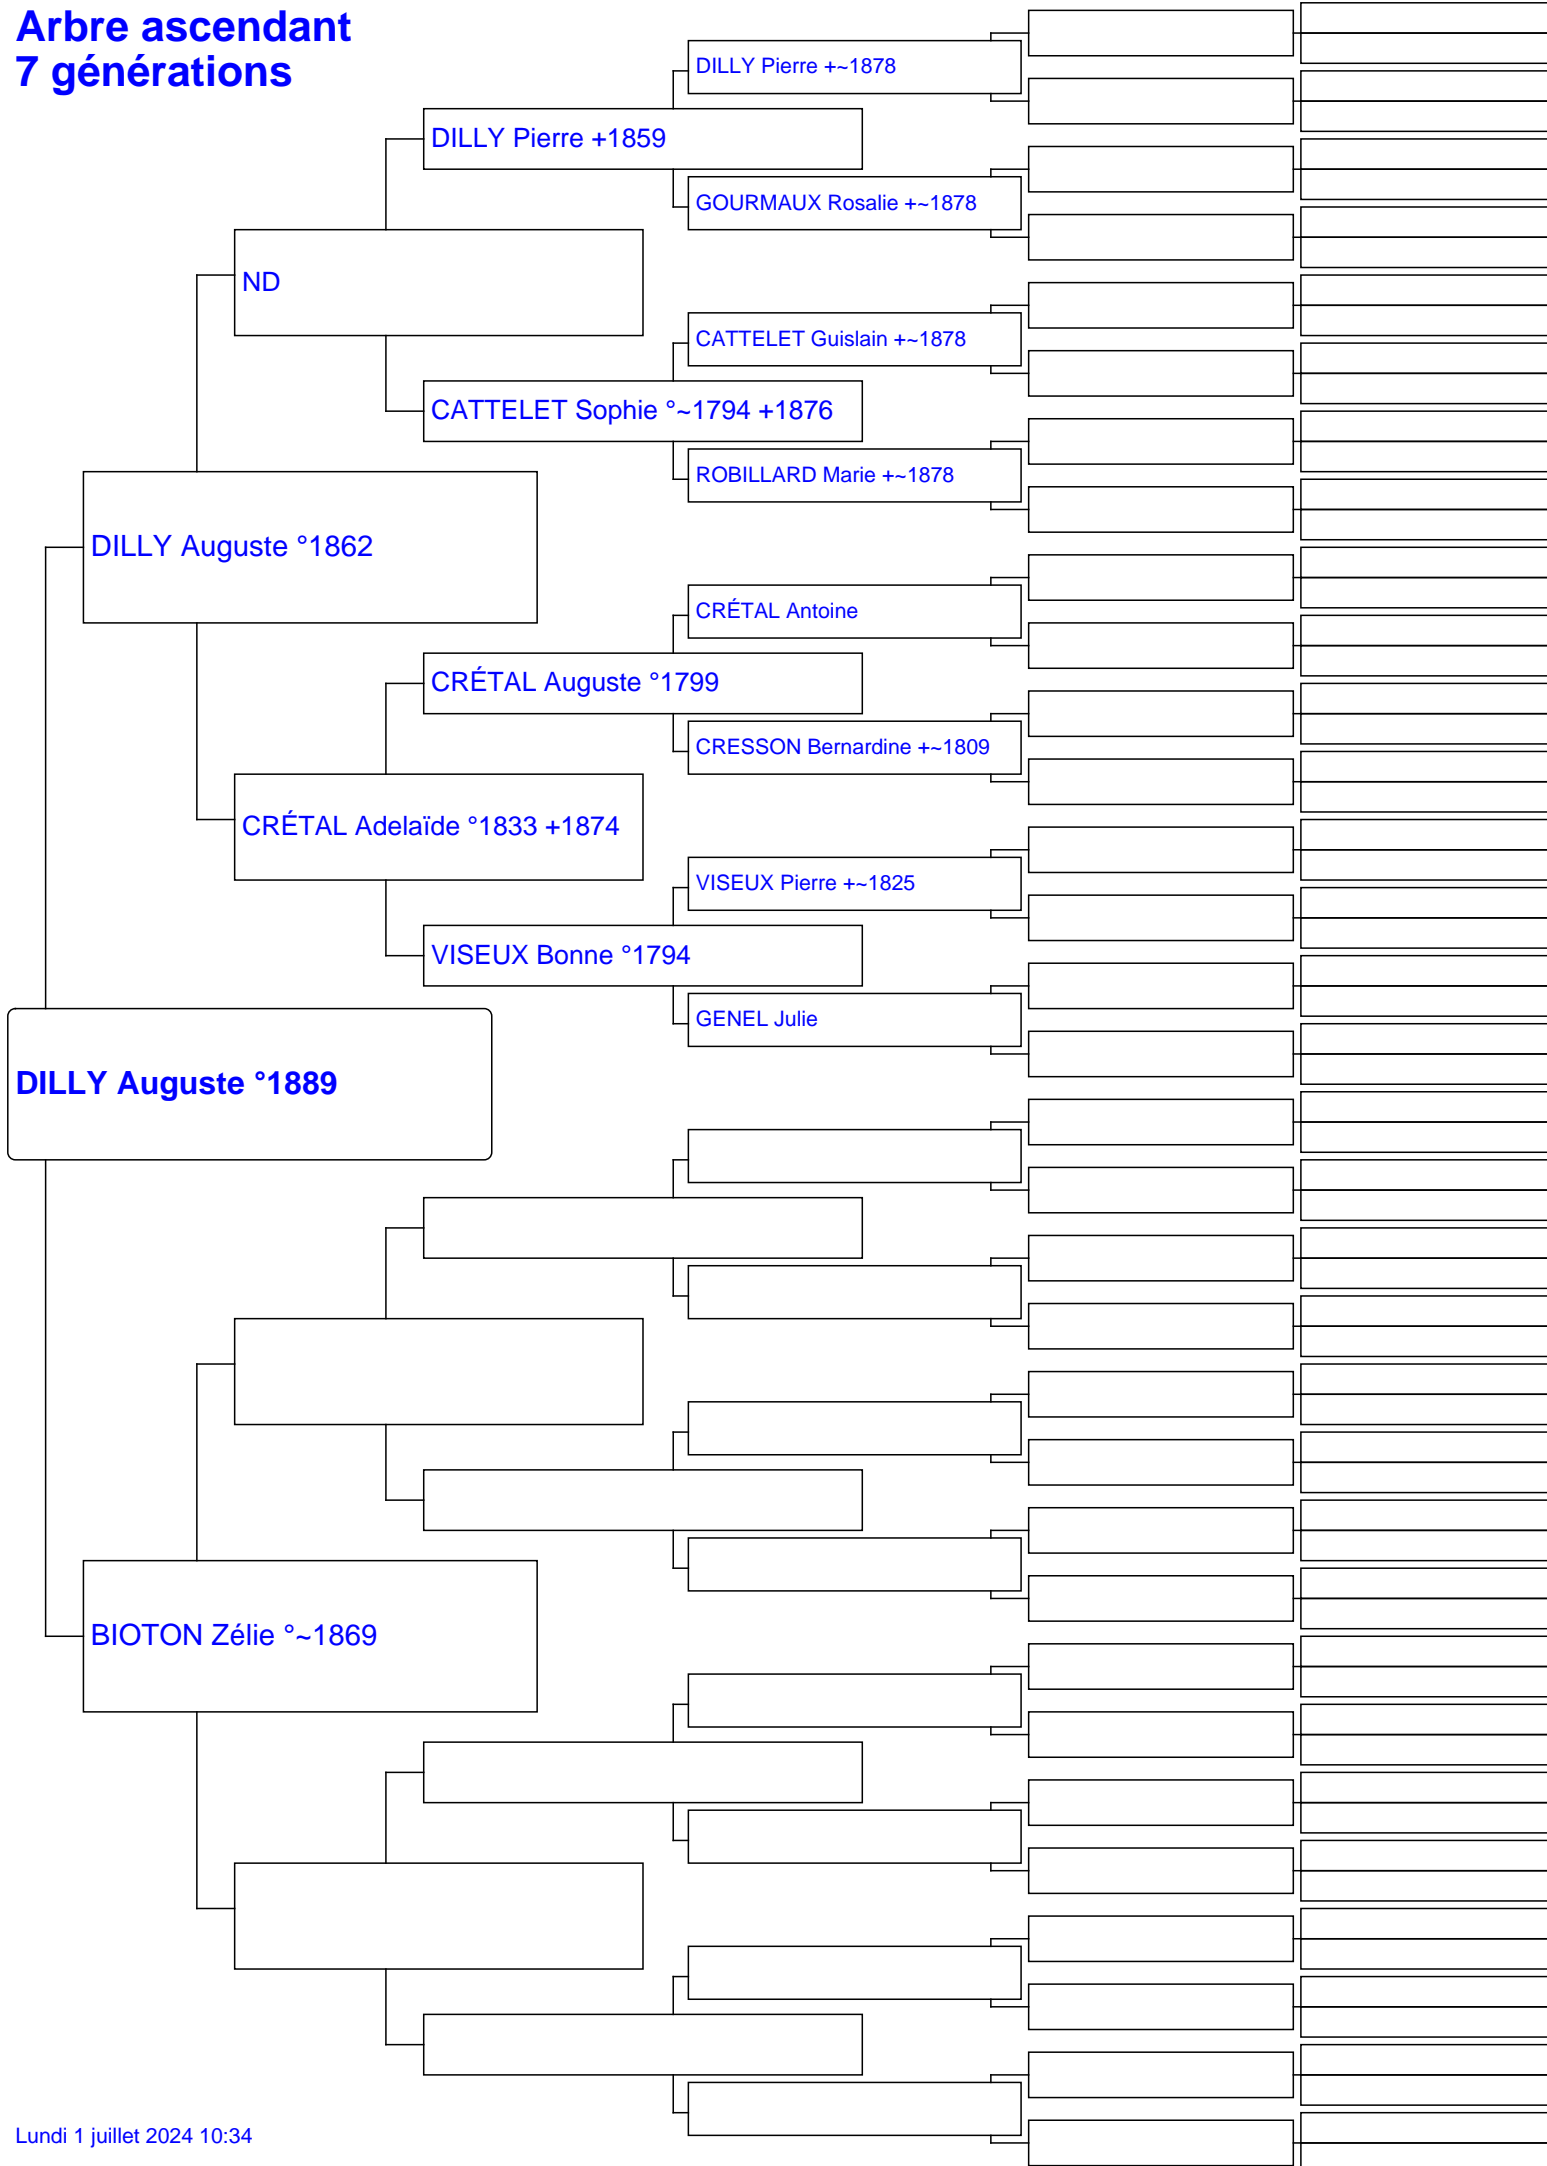 Arbre ascendant
7 générations
DILLY Pierre +~1878
DILLY Pierre +1859
GOURMAUX Rosalie +~1878
ND
CATTELET Guislain +~1878
CATTELET Sophie °~1794 +1876
ROBILLARD Marie +~1878
DILLY Auguste °1862
CRÉTAL Antoine
CRÉTAL Auguste °1799
CRESSON Bernardine +~1809
CRÉTAL Adelaïde °1833 +1874
VISEUX Pierre +~1825
VISEUX Bonne °1794
GENEL Julie
DILLY Auguste °1889
BIOTON Zélie °~1869
Lundi 1 juillet 2024 10:34